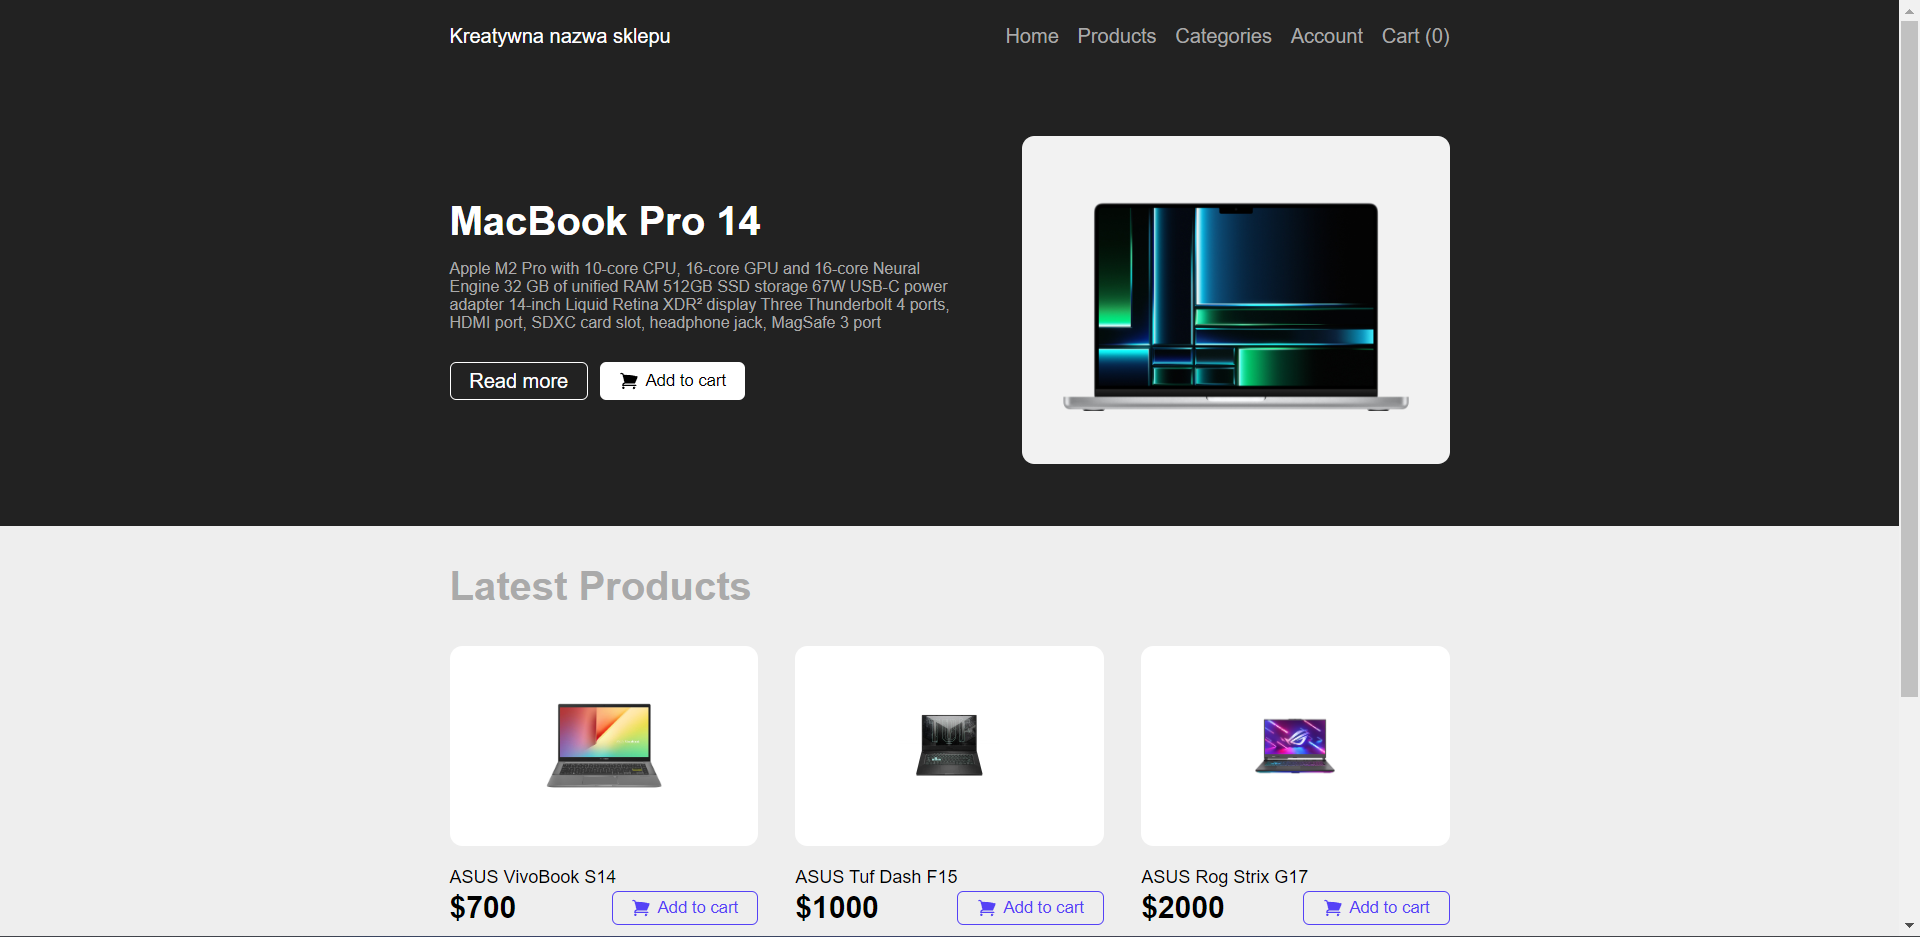 Kreatywna nazwa sklepu
Home Products Categories Account Cart (0)
MacBook Pro 14
Apple M2 Pro with 10-core CPU, 16-core GPU and 16-core Neural
Engine 32 GB of unified RAM 512GB SSD storage 67W USB-C power
adapter 14-inch Liquid Retina XDR² display Three Thunderbolt 4 ports,
HDMI port, SDXC card slot, headphone jack, MagSafe 3 port
Read more
Add to cart
Latest Products
ASUS VivoBook S14
$700
Add to cart
ASUS Tuf Dash F15
$1000
Add to cart
ASUS Rog Strix G17
$2000
Add to cart